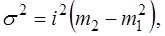 σ² = i²(m₂ − m₁²),